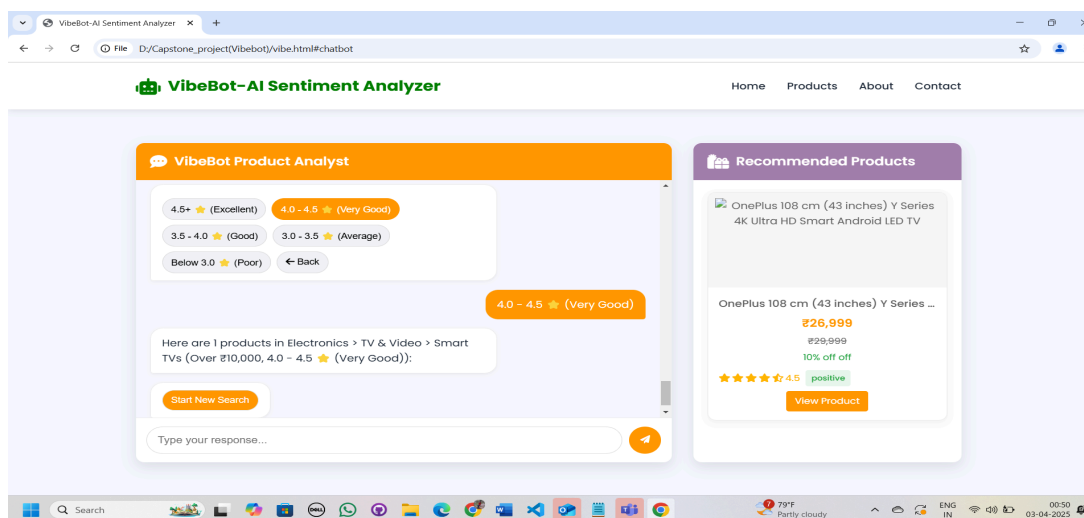 VibeBot-AI Sentiment Analyzer
File
D:/Capstone_project(Vibebot)/vibe.html#chatbot
VibeBot-AI Sentiment Analyzer
Home
Products
About
Contact
VibeBot Product Analyst
4.5+ ⭐ (Excellent)
4.0 - 4.5 ⭐ (Very Good)
3.5 - 4.0 ⭐ (Good)
3.0 - 3.5 ⭐ (Average)
Below 3.0 ⭐ (Poor)
← Back
4.0 - 4.5 ⭐ (Very Good)
Here are 1 products in Electronics > TV & Video > Smart
TVs (Over ₹10,000, 4.0 - 4.5 ⭐ (Very Good)):
Start New Search
Type your response...
Recommended Products
OnePlus 108 cm (43 inches) Y Series
4K Ultra HD Smart Android LED TV
OnePlus 108 cm (43 inches) Y Series ...
₹26,999
₹29,999
10% off off
4.5 positive
View Product
Search
DELL
2
79°F
Partly cloudy
ENG
IN
00:50
03-04-2025